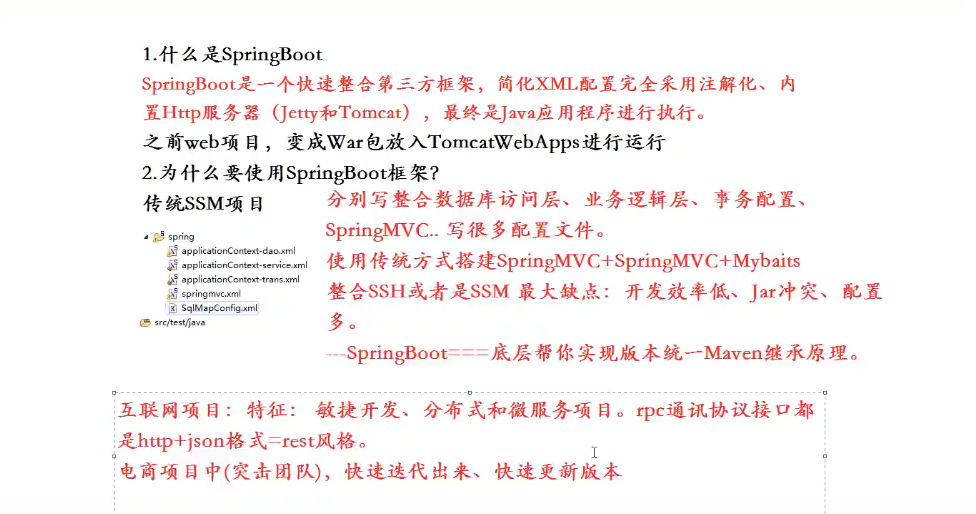 1.什么是SpringBoot
SpringBoot是一个快速整合第三方框架，简化XML配置完全采用注解化、内
置Http服务器（Jetty和Tomcat），最终是Java应用程序进行执行。
之前web项目，变成War包放入TomcatWebApps进行运行
2.为什么要使用SpringBoot框架？
传统SSM项目
spring
applicationContext-dao.xml
applicationContext-service.xml
applicationContext-trans.xml
springmvc.xml
SqlMapConfig.xml
src/test/java
分别写整合数据库访问层、业务逻辑层、事务配置、
SpringMVC.. 写很多配置文件。
使用传统方式搭建SpringMVC+SpringMVC+Mybaits
整合SSH或者是SSM 最大缺点：开发效率低、Jar冲突、配置
多。
---SpringBoot===底层帮你实现版本统一Maven继承原理。
互联网项目：特征： 敏捷开发、分布式和微服务项目。rpc通讯协议接口都
是http+json格式=rest风格。
电商项目中(突击团队)，快速迭代出来、快速更新版本